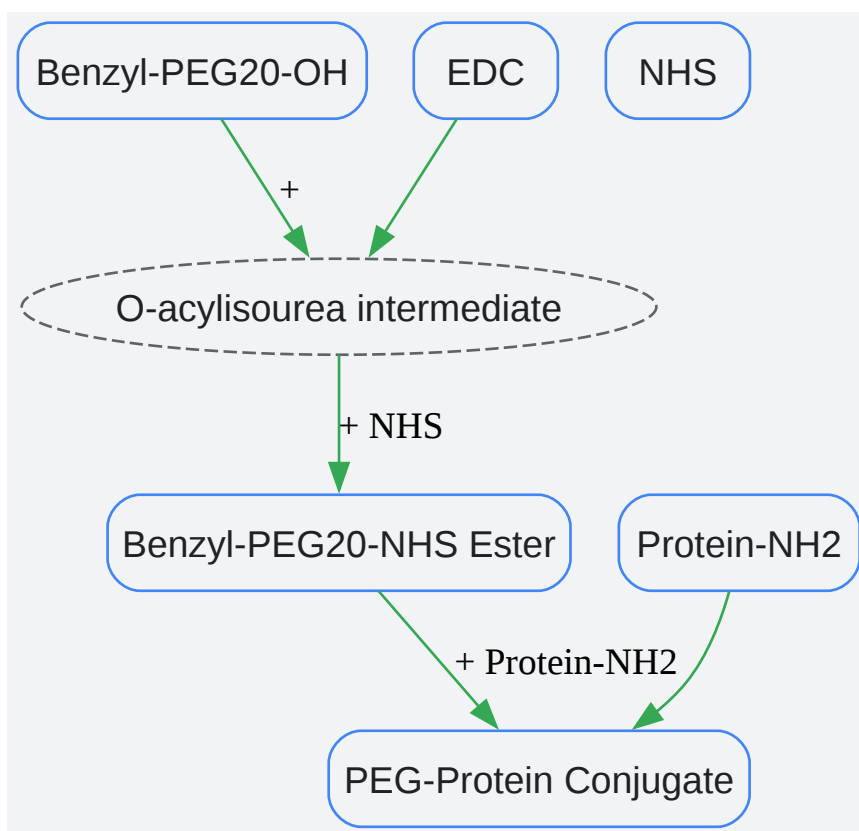 Benzyl-PEG20-OH
EDC
NHS
+
O-acylisourea intermediate
+ NHS
Benzyl-PEG20-NHS Ester
Protein-NH2
+ Protein-NH2
PEG-Protein Conjugate